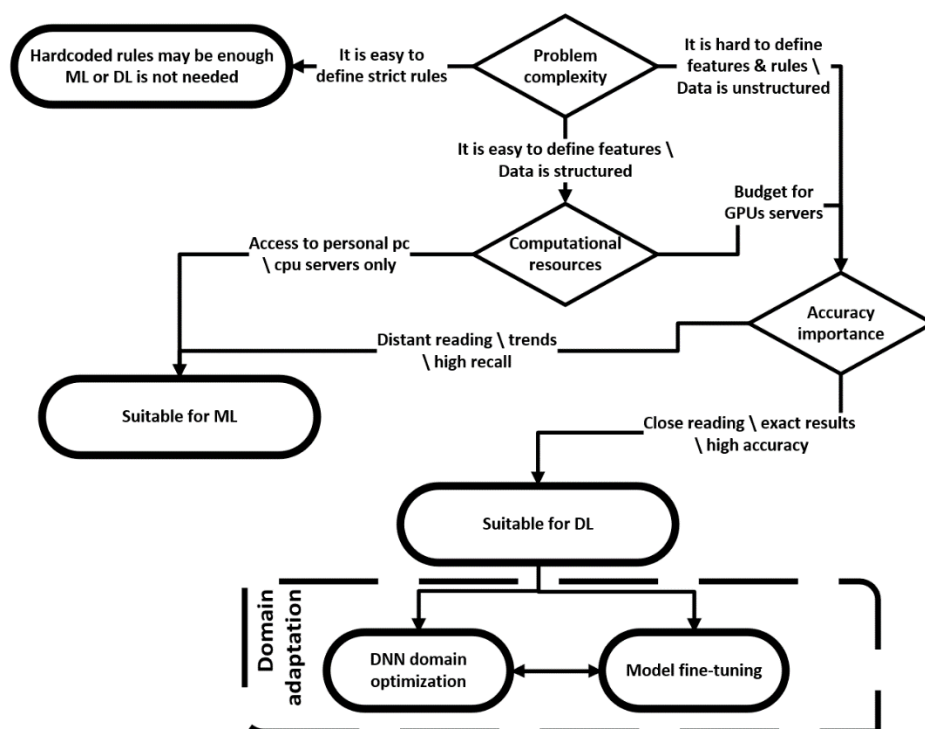 Hardcoded rules may be enough
ML or DL is not needed
It is easy to
define strict rules
Problem
complexity
It is hard to define
features & rules \
Data is unstructured
It is easy to define features \
Data is structured
Budget for
GPUs servers
Access to personal pc
\ cpu servers only
Computational
resources
Accuracy
importance
Distant reading \ trends
\ high recall
Suitable for ML
Close reading \ exact results
\ high accuracy
Suitable for DL
Domain
adaptation
DNN domain
optimization
Model fine-tuning